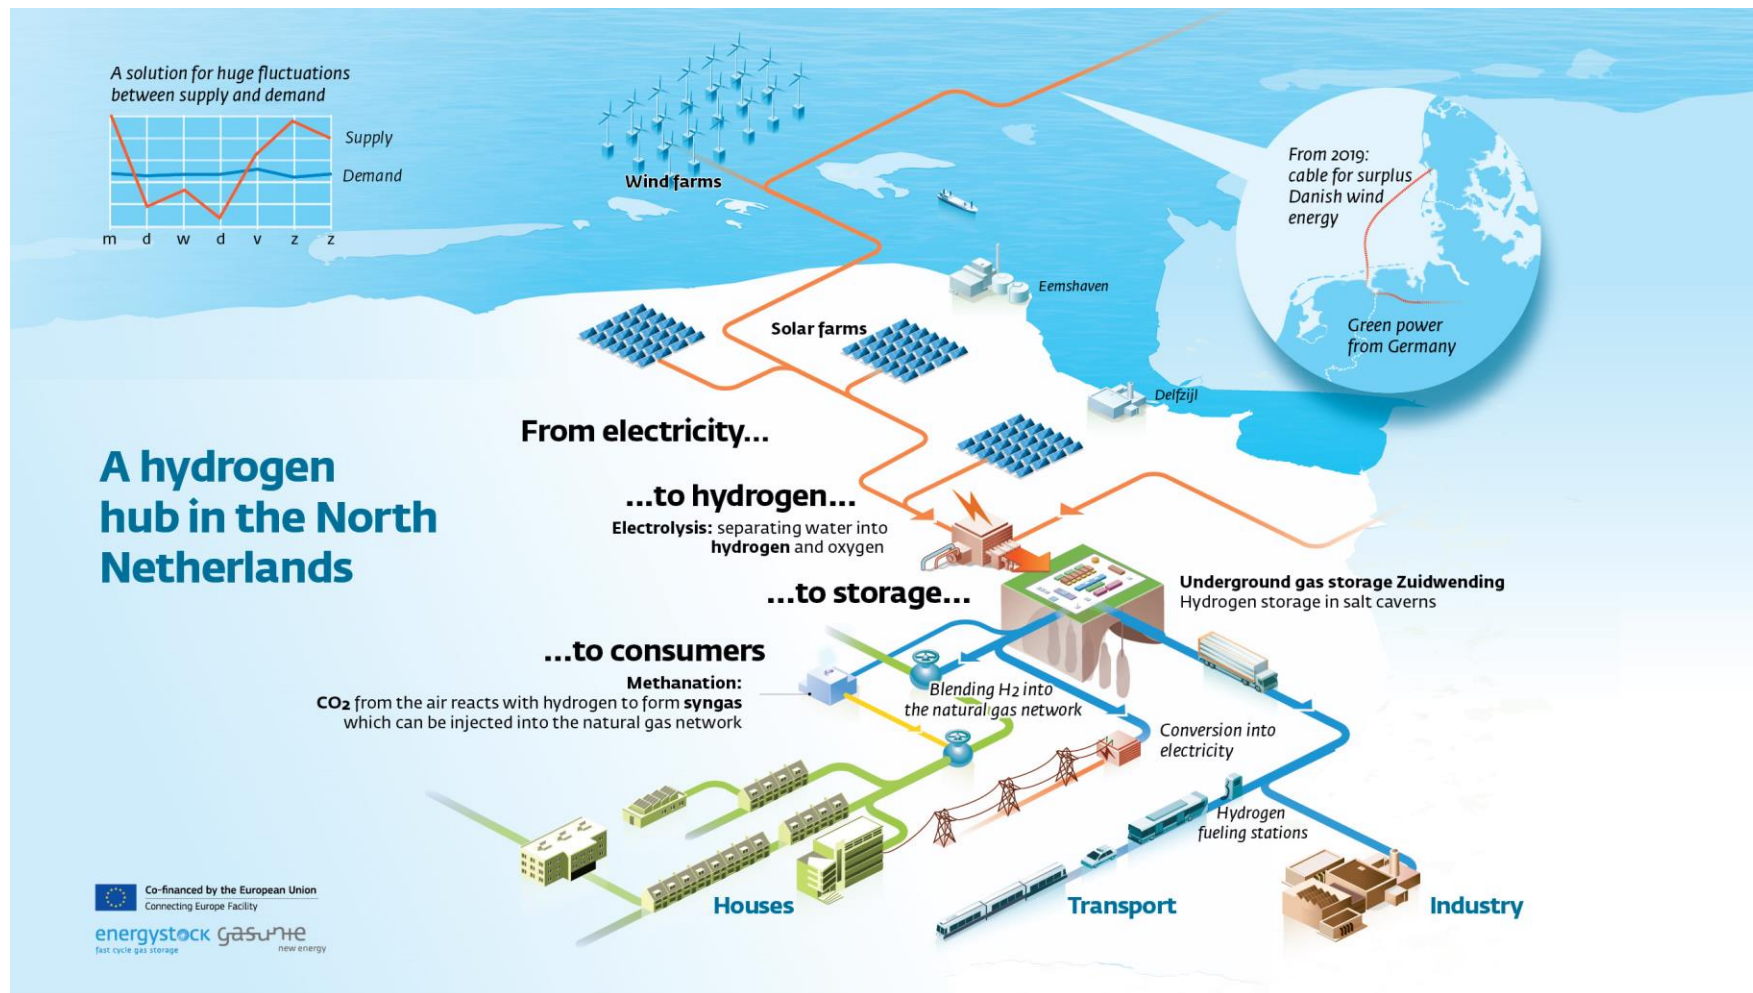 A solution for huge fluctuations
between supply and demand
Supply
Demand
m d w d v z z
Wind farms
From 2019:
cable for surplus
Danish wind
energy
Green power
from Germany
Eemshaven
Solar farms
Delfzijl
A hydrogen
hub in the North
Netherlands
From electricity...
...to hydrogen...
Electrolysis: separating water into
hydrogen and oxygen
...to storage...
Underground gas storage Zuidwending
Hydrogen storage in salt caverns
...to consumers
Methanation:
CO2 from the air reacts with hydrogen to form syngas
which can be injected into the natural gas network
Blending H2 into
the natural gas network
Conversion into
electricity
Hydrogen
fueling stations
Houses
Transport
Industry
Co-financed by the European Union
Connecting Europe Facility
energystock
fast cycle gas storage
gasunie
new energy